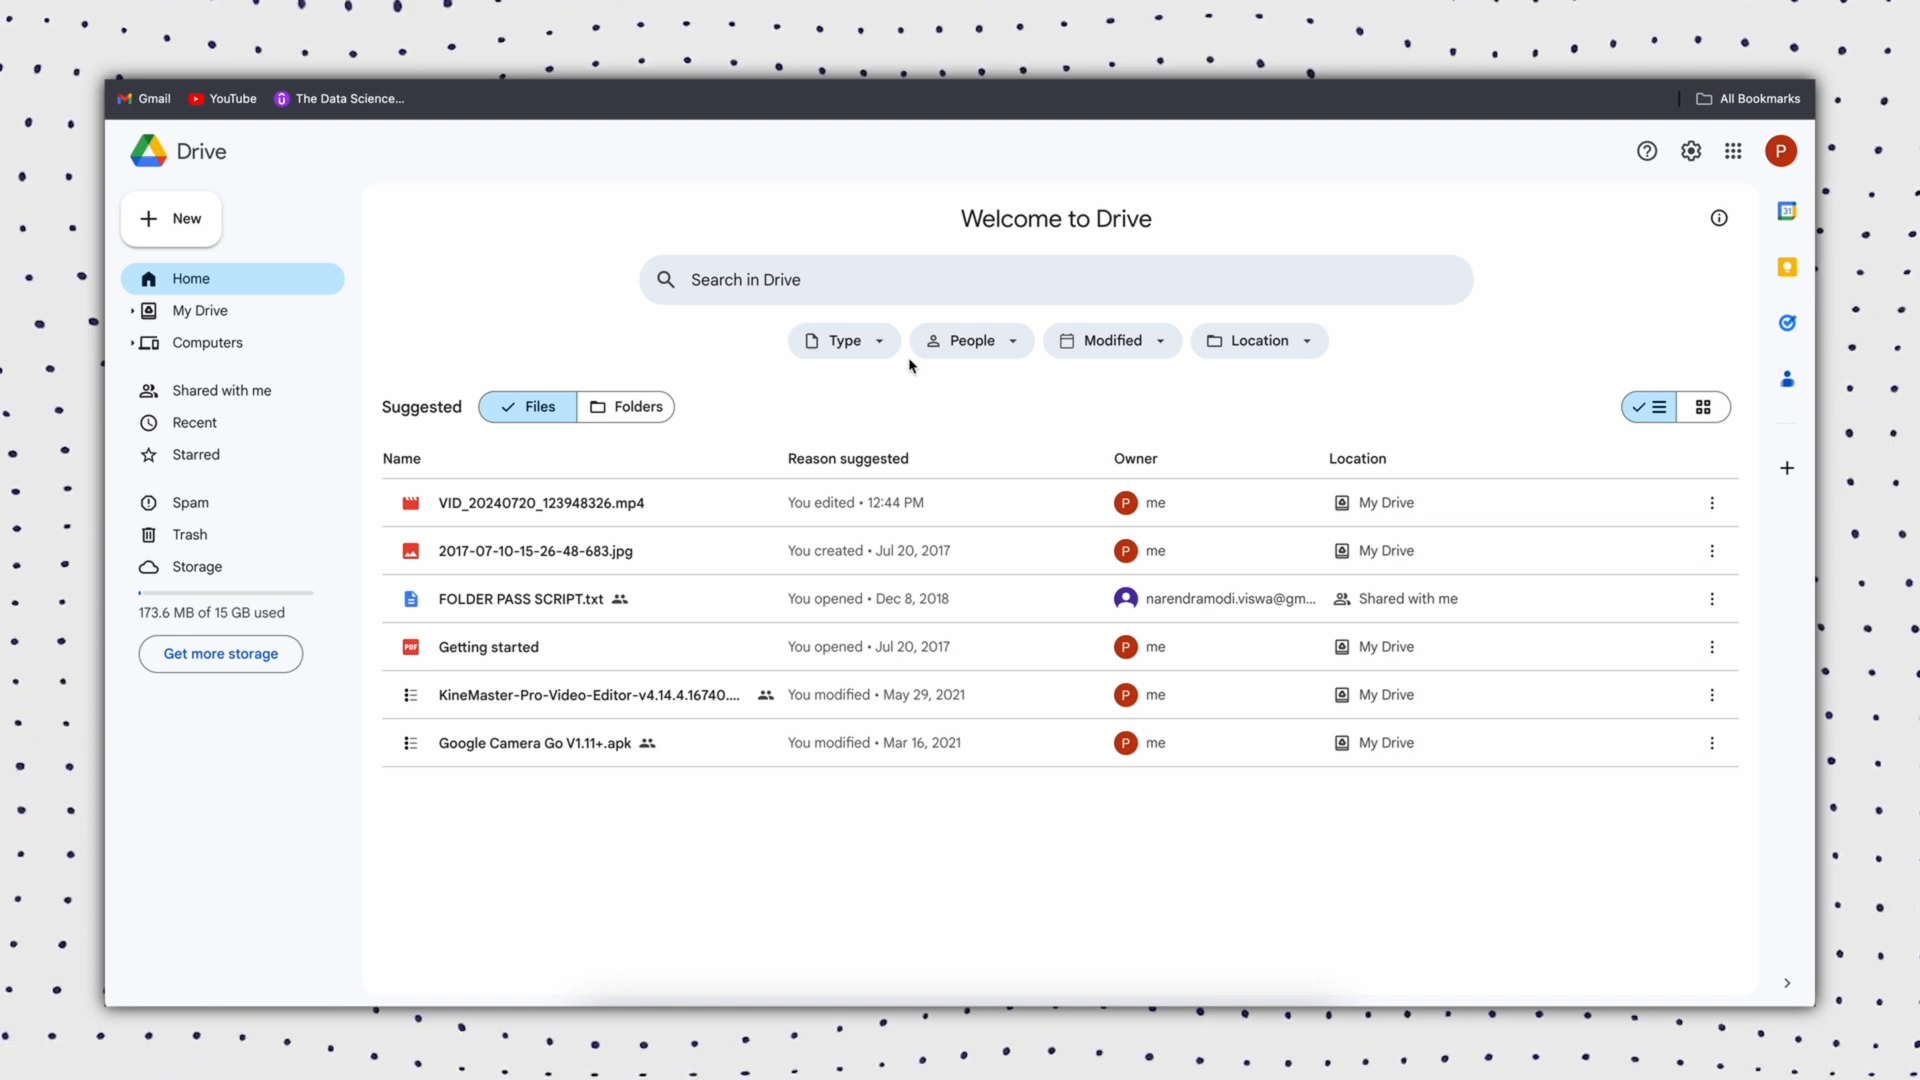 Gmail YouTube The Data Science... All Bookmarks
Drive P
New
Welcome to Drive
31
Search in Drive
Home
My Drive
Computers
Type People Modified Location
Shared with me
Recent
Starred
Suggested Files Folders
Name Reason suggested Owner Location
Spam
Trash
Storage
173.6 MB of 15 GB used
Get more storage
VID_20240720_123948326.mp4 You edited • 12:44 PM P me My Drive
2017-07-10-15-26-48-683.jpg You created • Jul 20, 2017 P me My Drive
FOLDER PASS SCRIPT.txt You opened • Dec 8, 2018 narendramodi.viswa@gm... Shared with me
PDF Getting started You opened • Jul 20, 2017 P me My Drive
KineMaster-Pro-Video-Editor-v4.14.4.16740.... You modified • May 29, 2021 P me My Drive
Google Camera Go V1.11+.apk You modified • Mar 16, 2021 P me My Drive